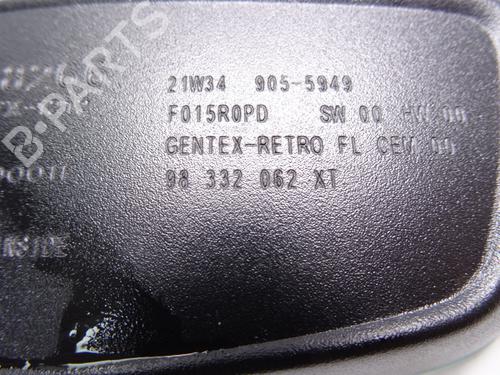 B-PARTS
21W34 905-5949
F015R0PD SW 00 HW 00
GENTEX-RETRO FL CEM 00
98 332 062 XT